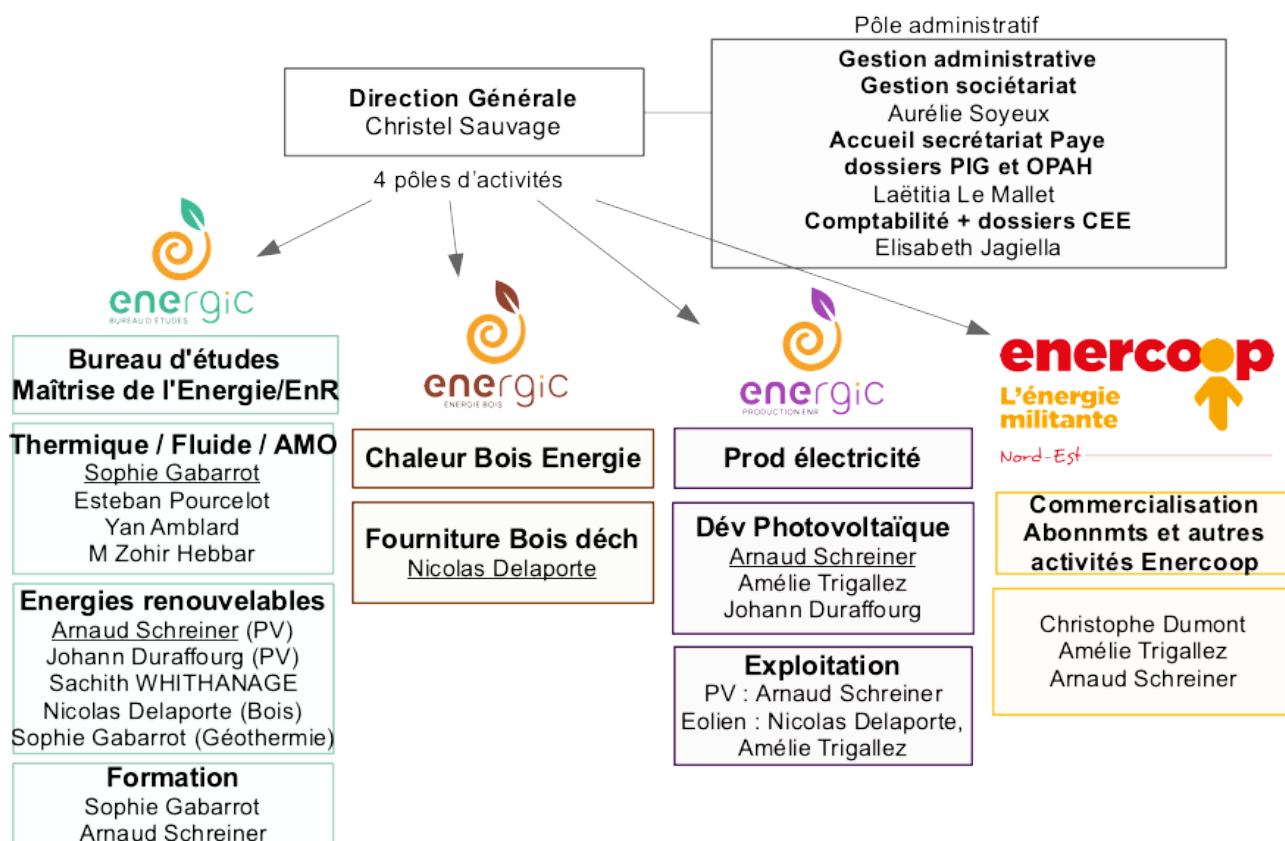 Pôle administratif
Direction Générale
Christel Sauvage
Gestion administrative
Gestion sociétariat
Aurélie Soyeux
Accueil secrétariat Paye
dossiers PIG et OPAH
Laëtitia Le Mallet
Comptabilité + dossiers CEE
Elisabeth Jagiella
4 pôles d'activités
energic
BUREAU D'ÉTUDES
Bureau d'études
Maîtrise de l'Energie/EnR
Thermique / Fluide / AMO
Sophie Gabarrot
Esteban Pourcelot
Yan Amblard
M Zohir Hebbar
Energies renouvelables
Arnaud Schreiner (PV)
Johann Duraffourg (PV)
Sachith WHITHANAGE
Nicolas Delaporte (Bois)
Sophie Gabarrot (Géothermie)
Formation
Sophie Gabarrot
Arnaud Schreiner
energic
ENERGIE BOIS
Chaleur Bois Energie
Fourniture Bois déch
Nicolas Delaporte
energic
PRODUCTION ENR
Prod électricité
Dév Photovoltaïque
Arnaud Schreiner
Amélie Trigallez
Johann Duraffourg
Exploitation
PV : Arnaud Schreiner
Eolien : Nicolas Delaporte,
Amélie Trigallez
enercoop
L'énergie
militante
Nord-Est
Commercialisation
Abonnmts et autres
activités Enercoop
Christophe Dumont
Amélie Trigallez
Arnaud Schreiner